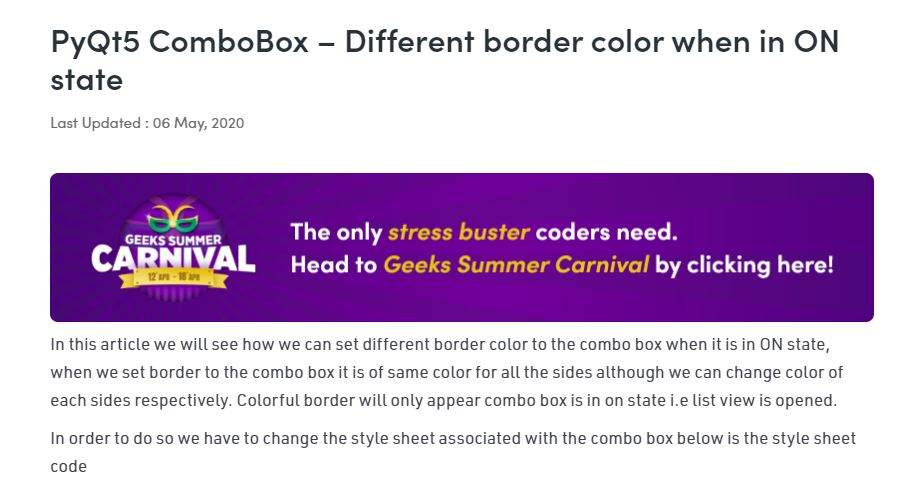 PyQt5 ComboBox – Different border color when in ON
state
Last Updated : 06 May, 2020
GEEKS SUMMER
CARNIVAL
12 APR - 18 APR
The only stress buster coders need.
Head to Geeks Summer Carnival by clicking here!
In this article we will see how we can set different border color to the combo box when it is in ON state,
when we set border to the combo box it is of same color for all the sides although we can change color of
each sides respectively. Colorful border will only appear combo box is in on state i.e list view is opened.
In order to do so we have to change the style sheet associated with the combo box below is the style sheet
code